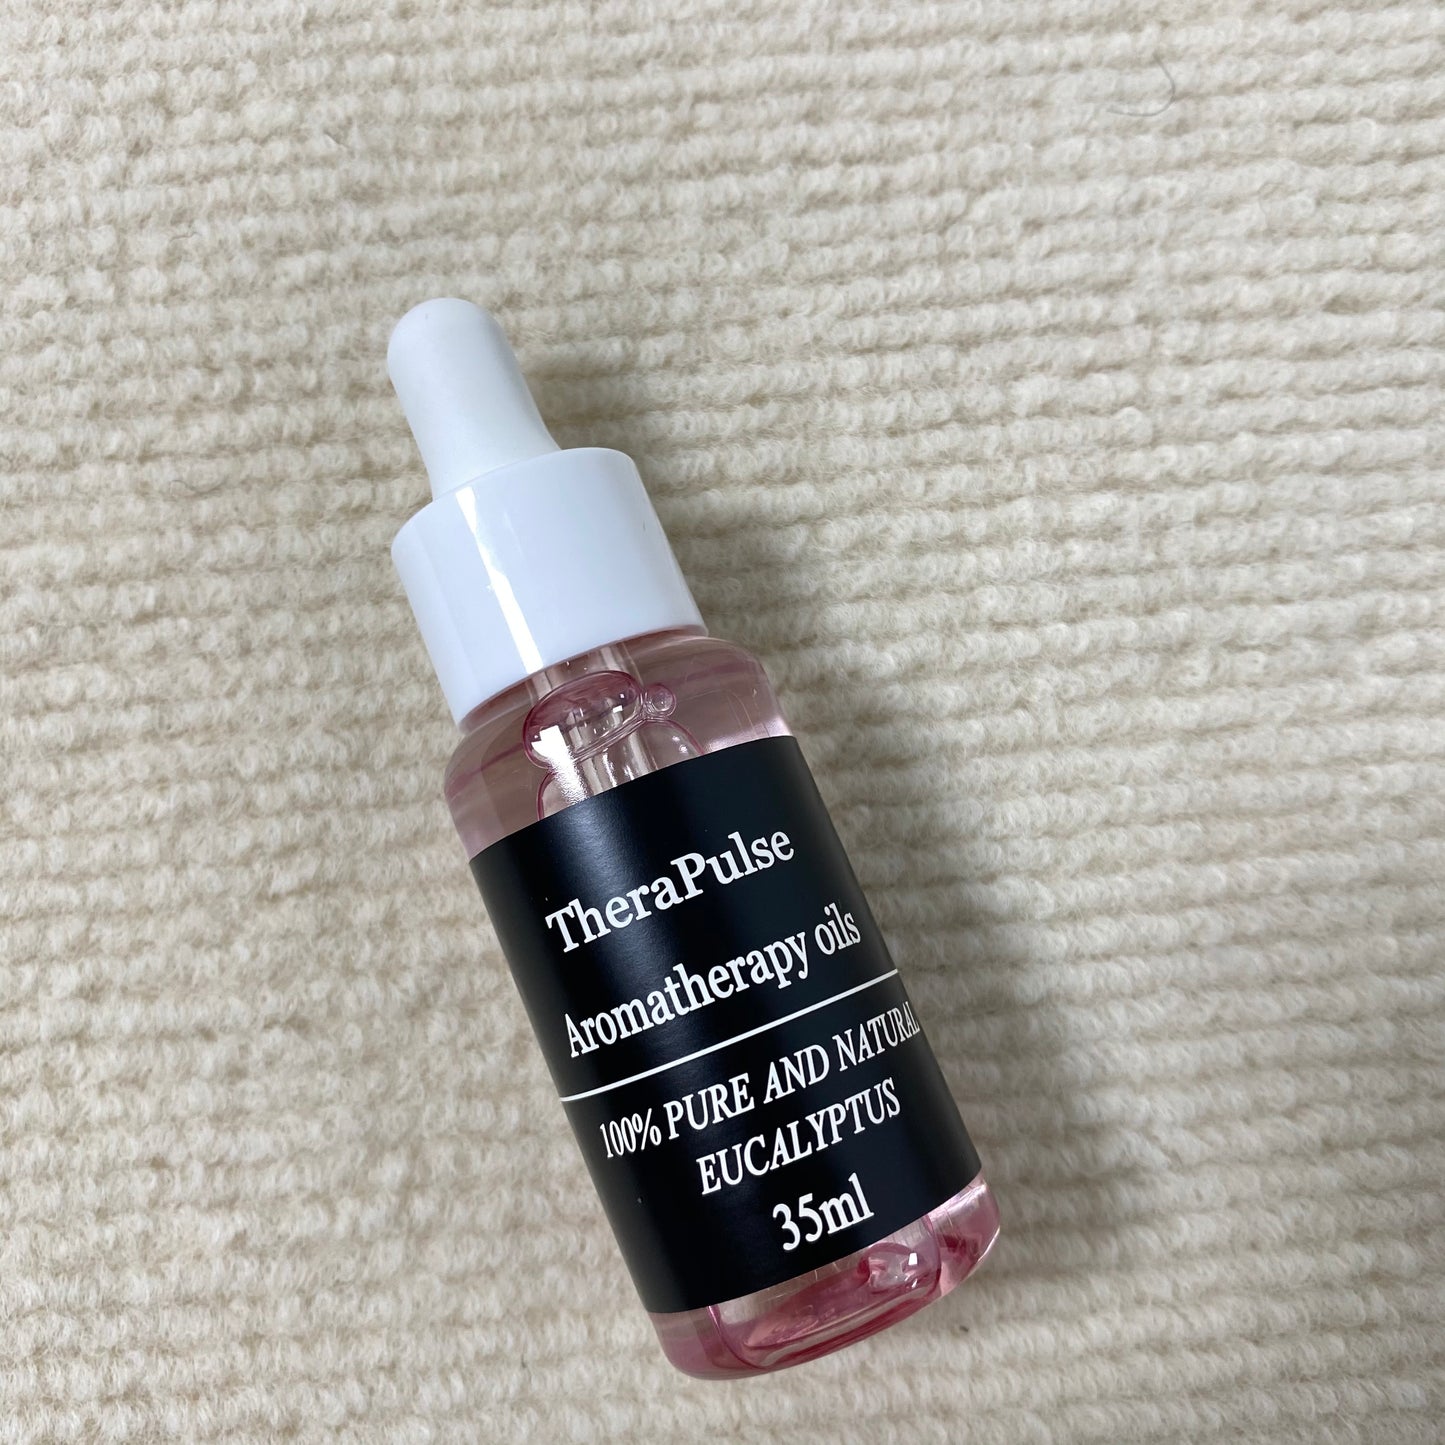 TheraPulse
Aromatherapy oils
100% PURE AND NATURAL
EUCALYPTUS
35ml